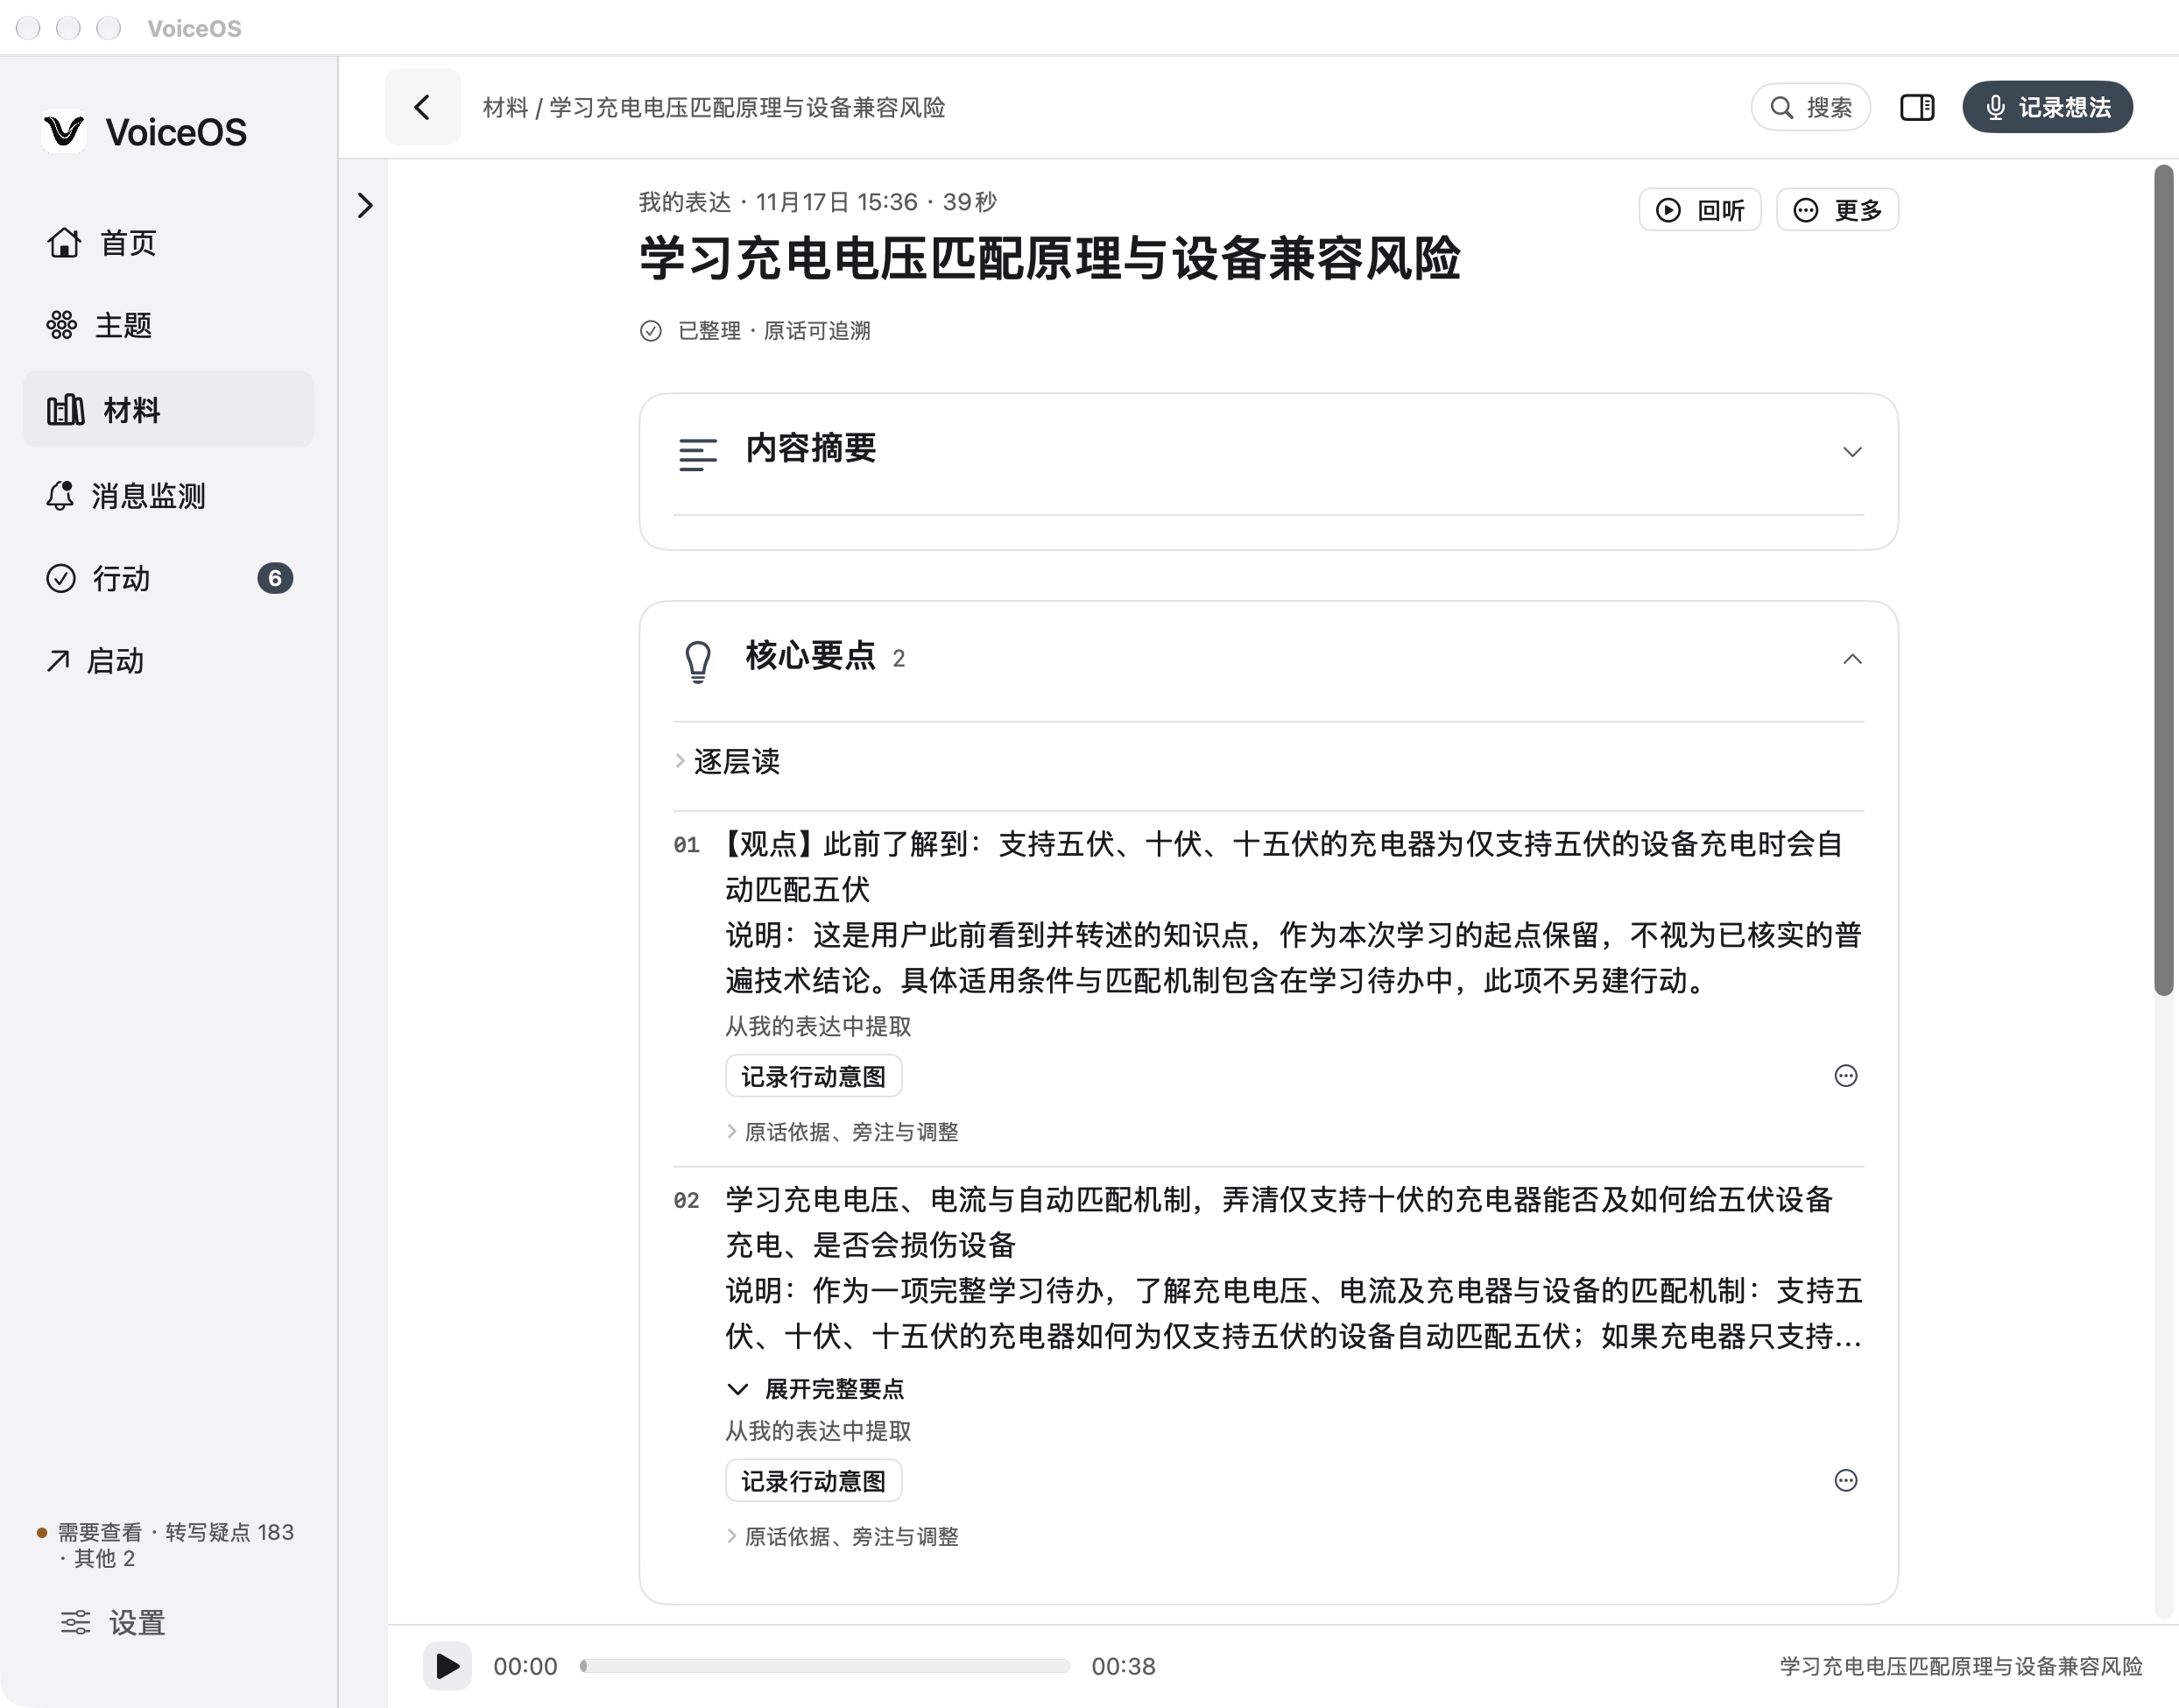 VoiceOS
VoiceOS
首页
主题
材料
消息监测
行动 6
启动
需要查看 · 转写疑点 183
· 其他 2
设置
材料 / 学习充电电压匹配原理与设备兼容风险
搜索
记录想法
我的表达 · 11月17日 15:36 · 39秒
回听
更多
学习充电电压匹配原理与设备兼容风险
已整理 · 原话可追溯
内容摘要
核心要点 2
逐层读
01 【观点】此前了解到：支持五伏、十伏、十五伏的充电器为仅支持五伏的设备充电时会自
动匹配五伏
说明：这是用户此前看到并转述的知识点，作为本次学习的起点保留，不视为已核实的普
遍技术结论。具体适用条件与匹配机制包含在学习待办中，此项不另建行动。
从我的表达中提取
记录行动意图
原话依据、旁注与调整
02 学习充电电压、电流与自动匹配机制，弄清仅支持十伏的充电器能否及如何给五伏设备
充电、是否会损伤设备
说明：作为一项完整学习待办，了解充电电压、电流及充电器与设备的匹配机制：支持五
伏、十伏、十五伏的充电器如何为仅支持五伏的设备自动匹配五伏；如果充电器只支持...
展开完整要点
从我的表达中提取
记录行动意图
原话依据、旁注与调整
00:00
00:38
学习充电电压匹配原理与设备兼容风险